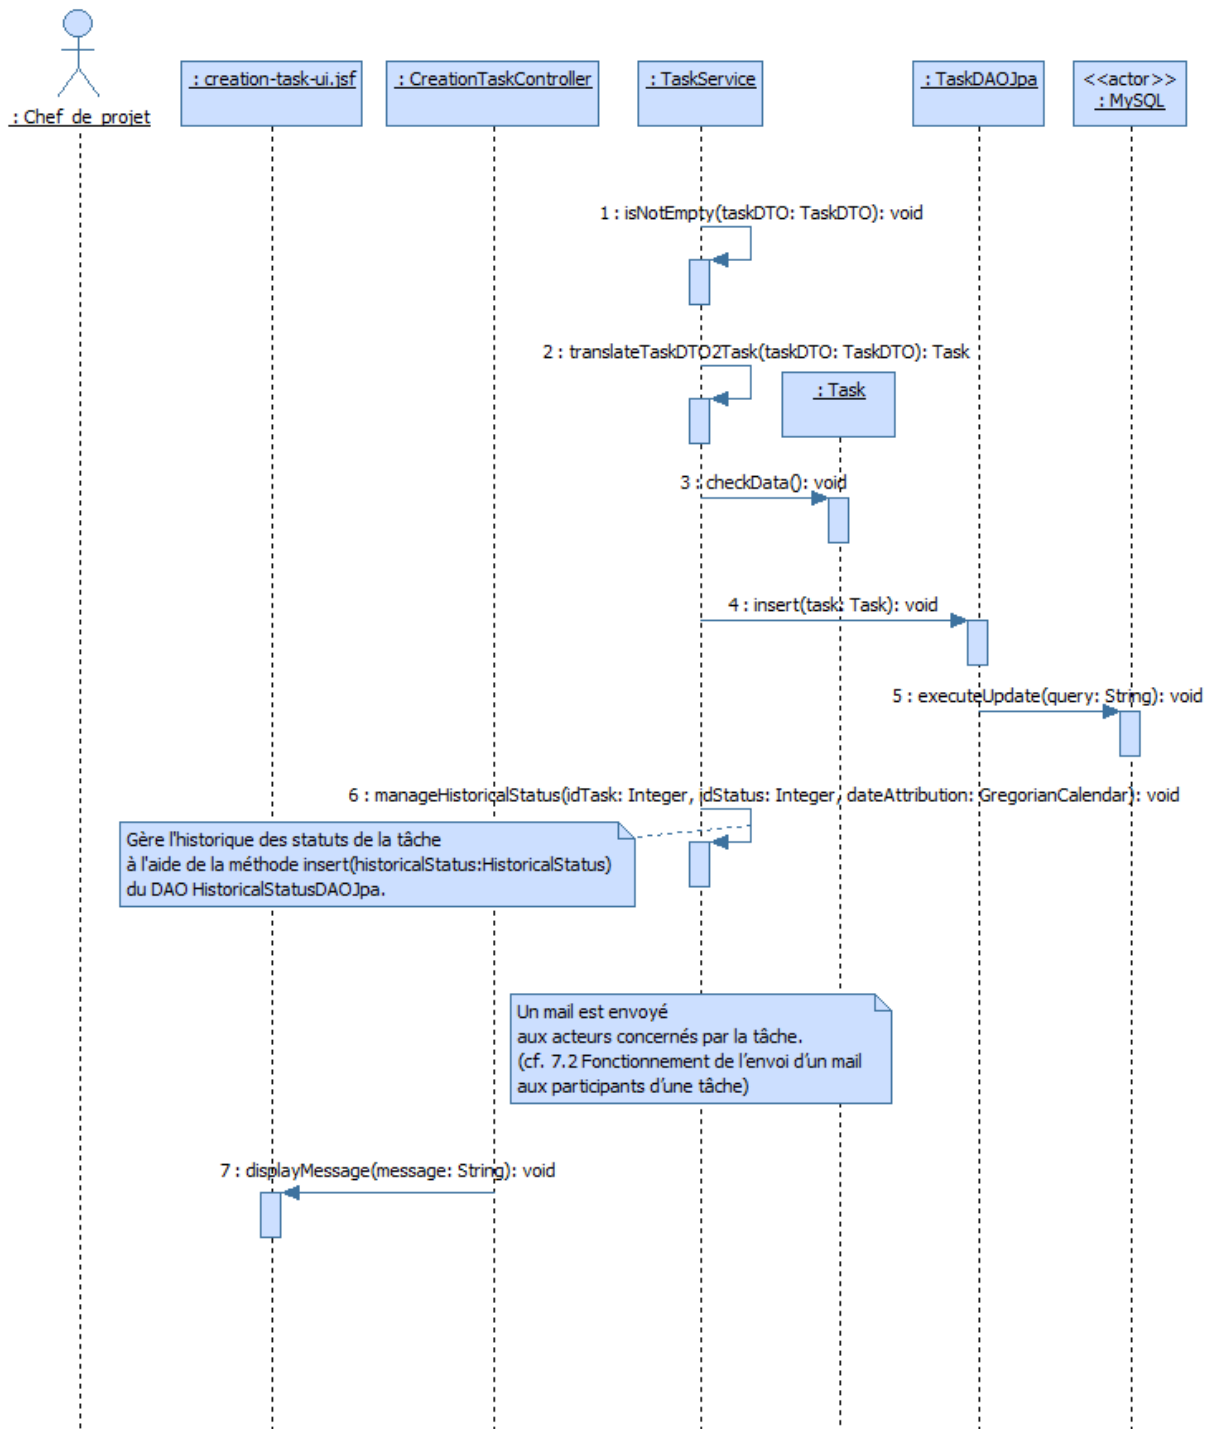 : Chef de projet
: creation-task-ui.jsf
: CreationTaskController
: TaskService
: TaskDAOJpa
<<actor>>
: MySQL
1 : isNotEmpty(taskDTO: TaskDTO): void
2 : translateTaskDTO2Task(taskDTO: TaskDTO): Task
: Task
3 : checkData(): void
4 : insert(task: Task): void
5 : executeUpdate(query: String): void
6 : manageHistoricalStatus(idTask: Integer, idStatus: Integer, dateAttribution: GregorianCalendar): void
Gère l'historique des statuts de la tâche
à l'aide de la méthode insert(historicalStatus:HistoricalStatus)
du DAO HistoricalStatusDAOJpa.
Un mail est envoyé
aux acteurs concernés par la tâche.
(cf. 7.2 Fonctionnement de l’envoi d’un mail
aux participants d’une tâche)
7 : displayMessage(message: String): void